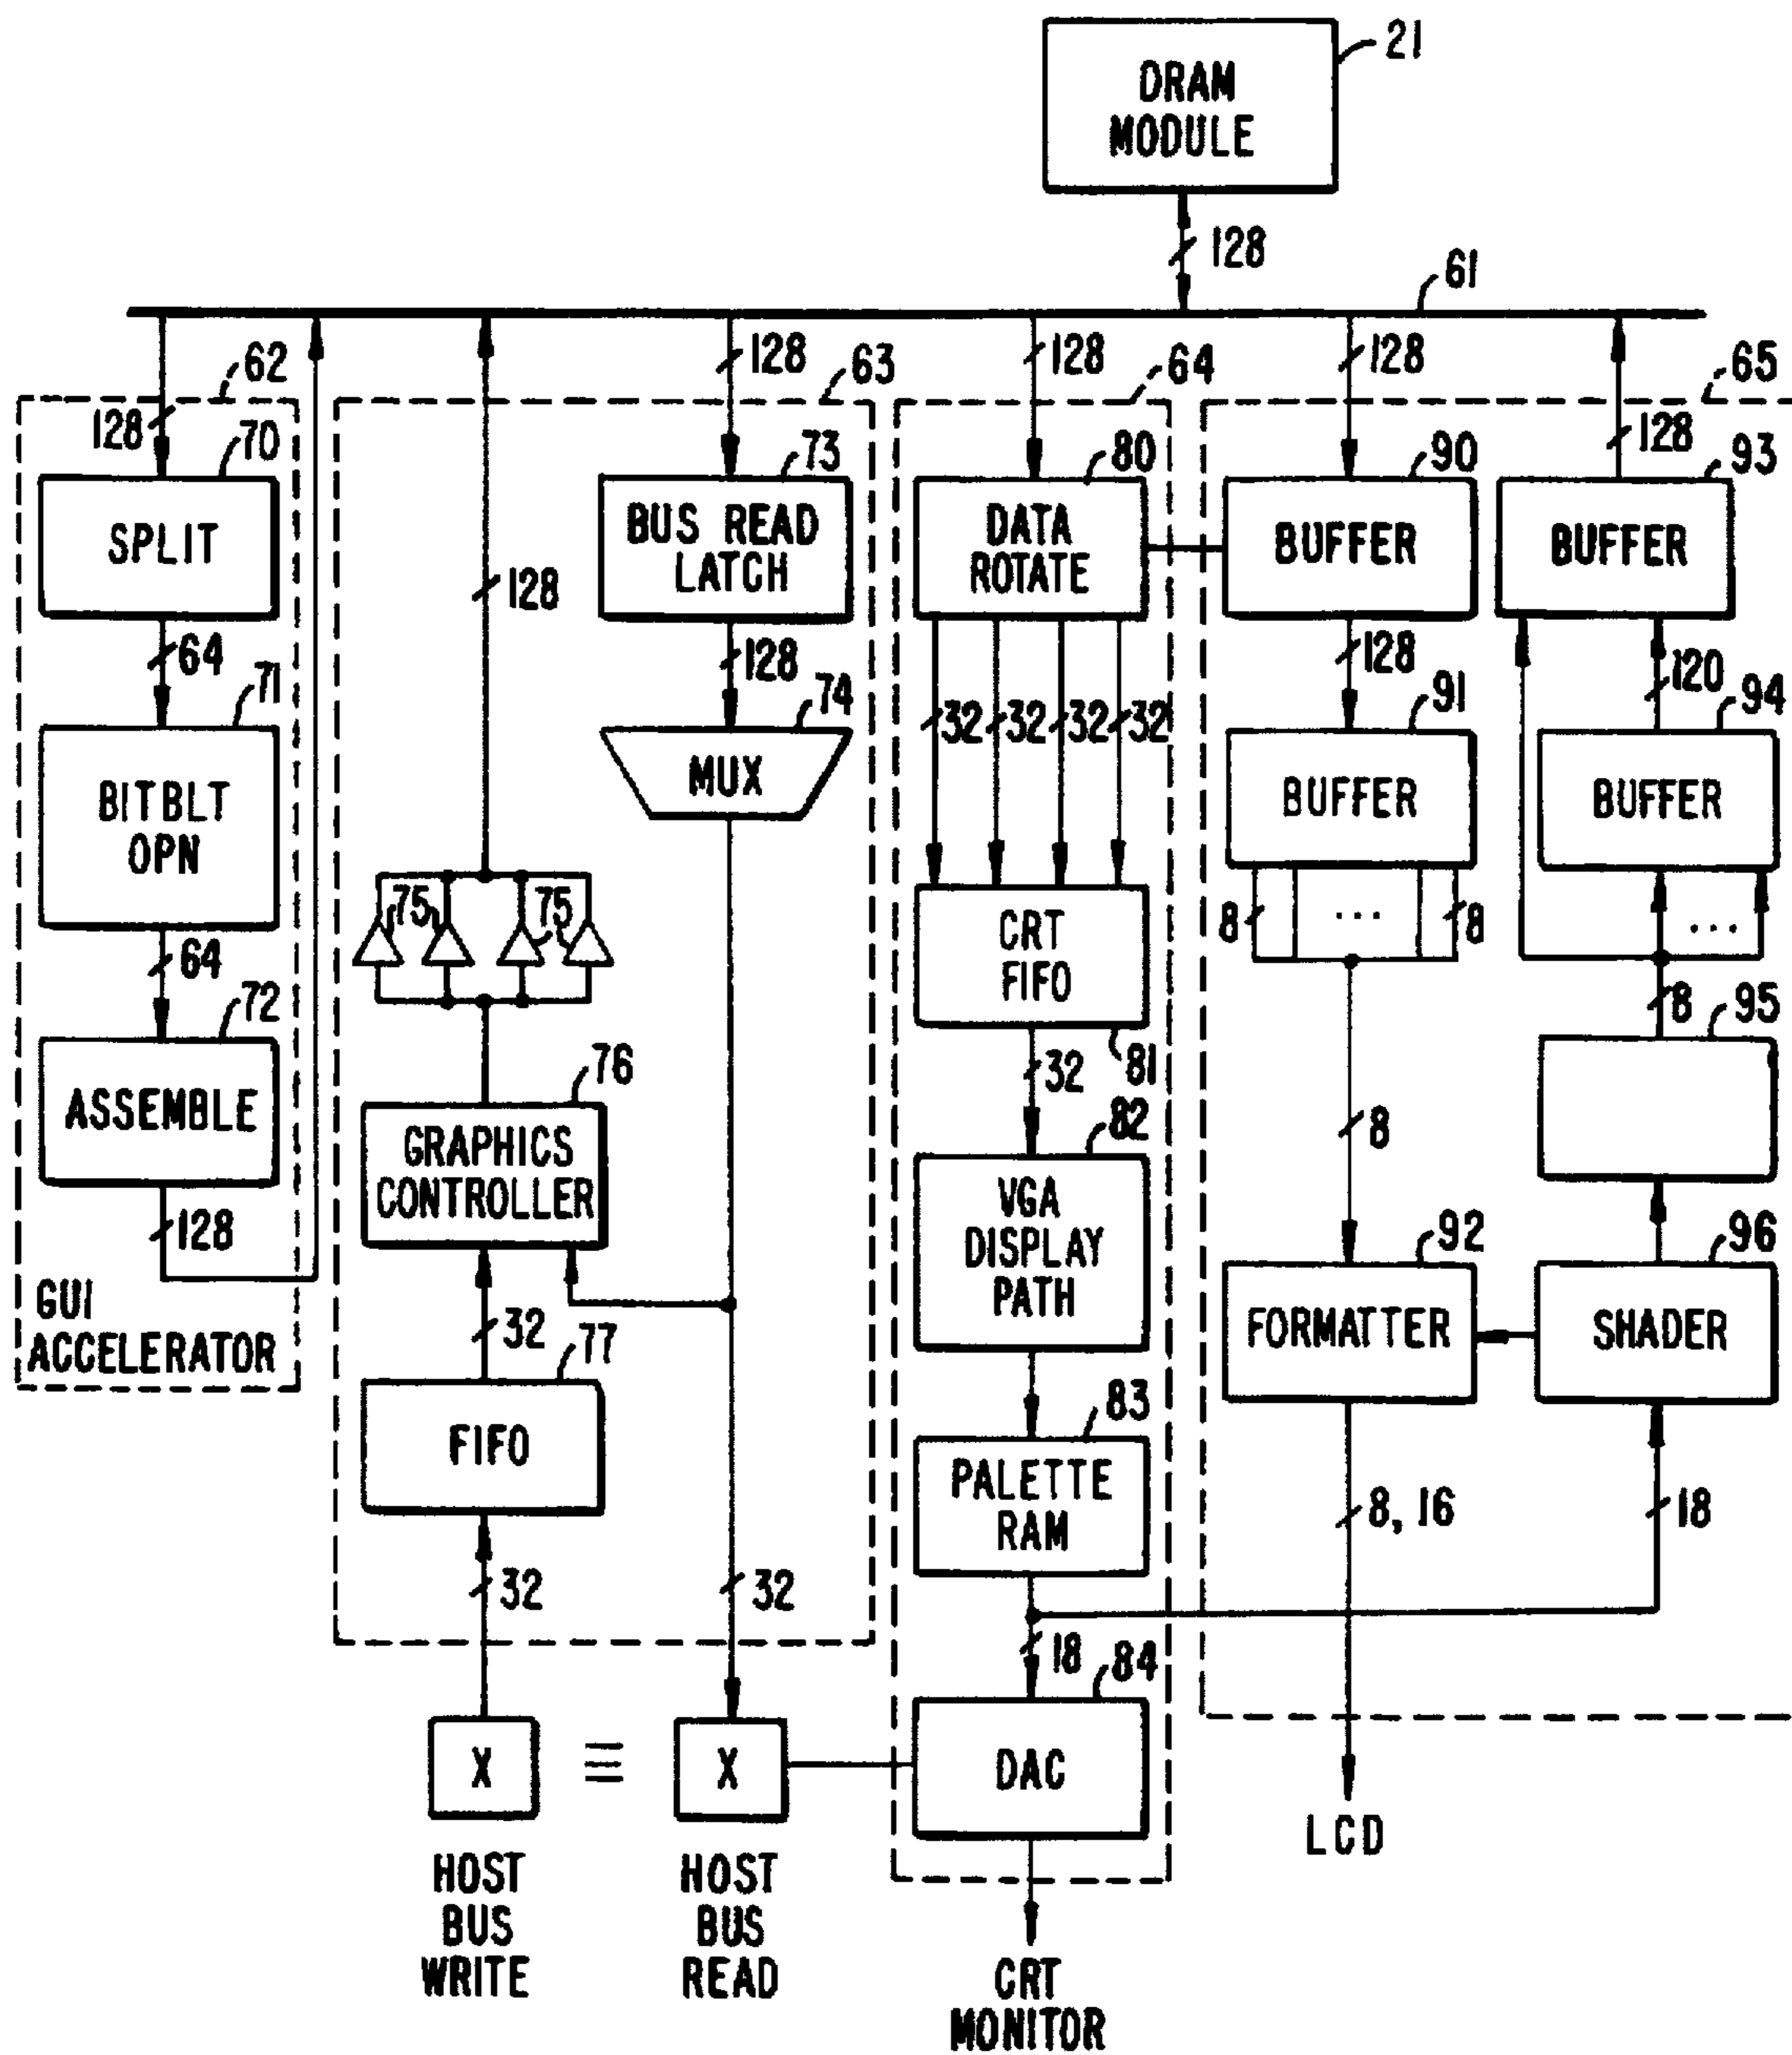 DRAM
MODULE
21
128
61
62
128
70
SPLIT
64
71
BITBLT
OPN
64
72
ASSEMBLE
128
GUI
ACCELERATOR
63
128
128
73
BUS READ
LATCH
128
74
MUX
75
75
76
GRAPHICS
CONTROLLER
32
77
FIFO
32
32
X
X
HOST
BUS
WRITE
HOST
BUS
READ
64
128
80
DATA
ROTATE
32
32
32
32
CRT
FIFO
81
32
82
VGA
DISPLAY
PATH
83
PALETTE
RAM
18
84
DAC
CRT
MONITOR
65
128
90
BUFFER
128
91
BUFFER
8
...
8
8
92
FORMATTER
8, 16
LCD
128
93
BUFFER
120
94
BUFFER
...
8
95
96
SHADER
18